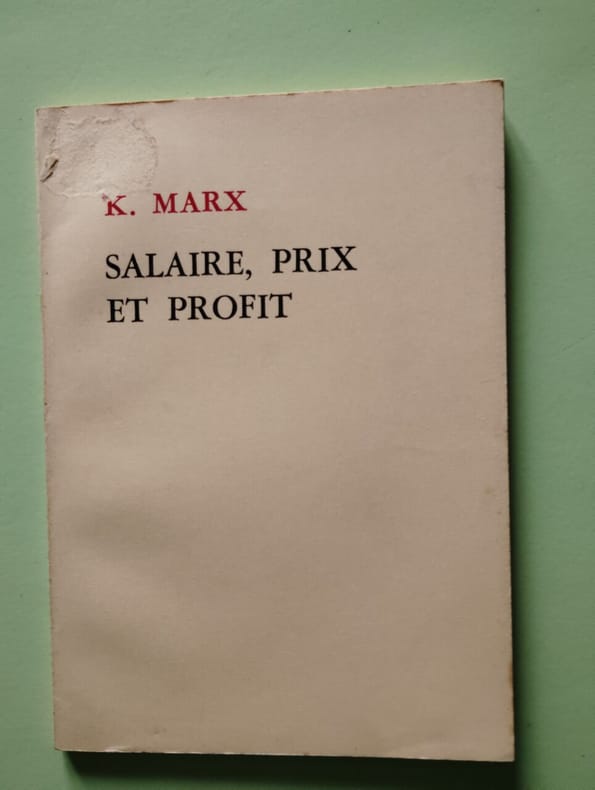 K. MARX
SALAIRE, PRIX
ET PROFIT